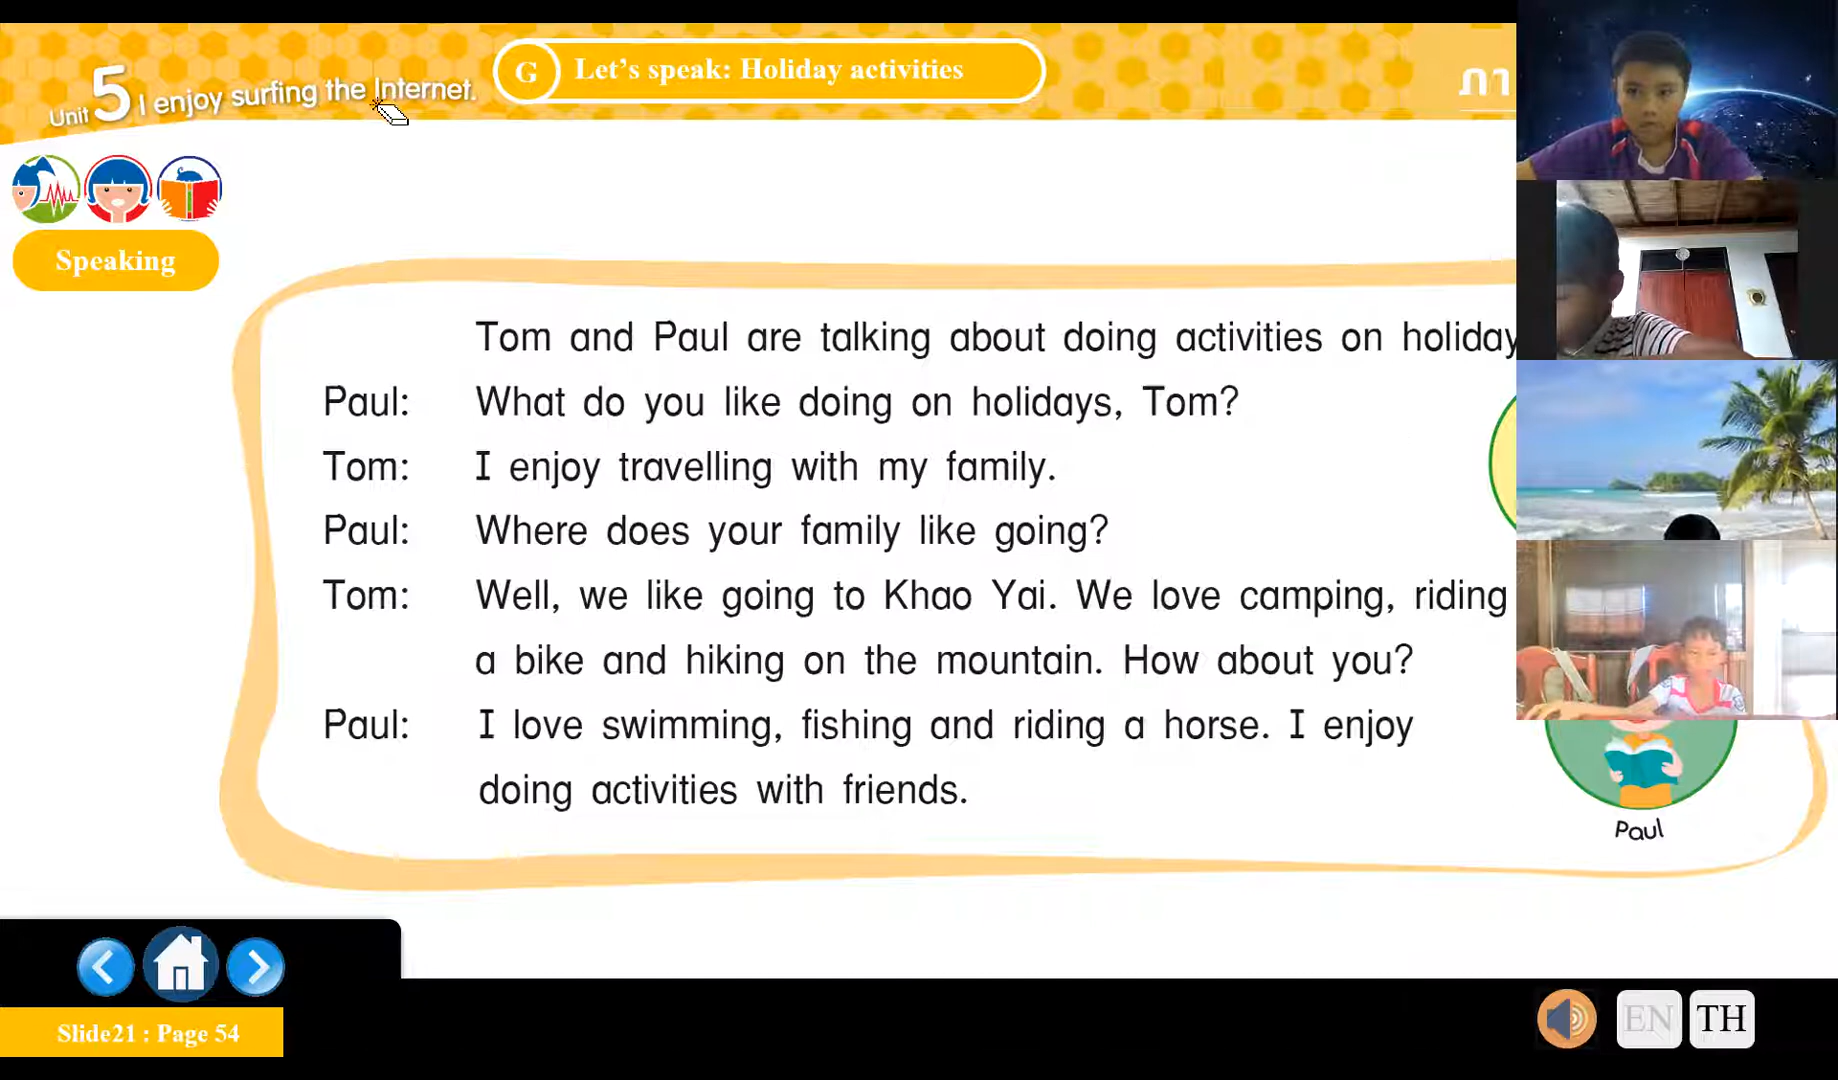 Unit 5 I enjoy surfing the Internet.
G Let's speak: Holiday activities
ภา
Speaking
Tom and Paul are talking about doing activities on holiday
Paul: What do you like doing on holidays, Tom?
Tom: I enjoy travelling with my family.
Paul: Where does your family like going?
Tom: Well, we like going to Khao Yai. We love camping, riding
a bike and hiking on the mountain. How about you?
Paul: I love swimming, fishing and riding a horse. I enjoy
doing activities with friends.
Paul
Slide21 : Page 54
EN
TH